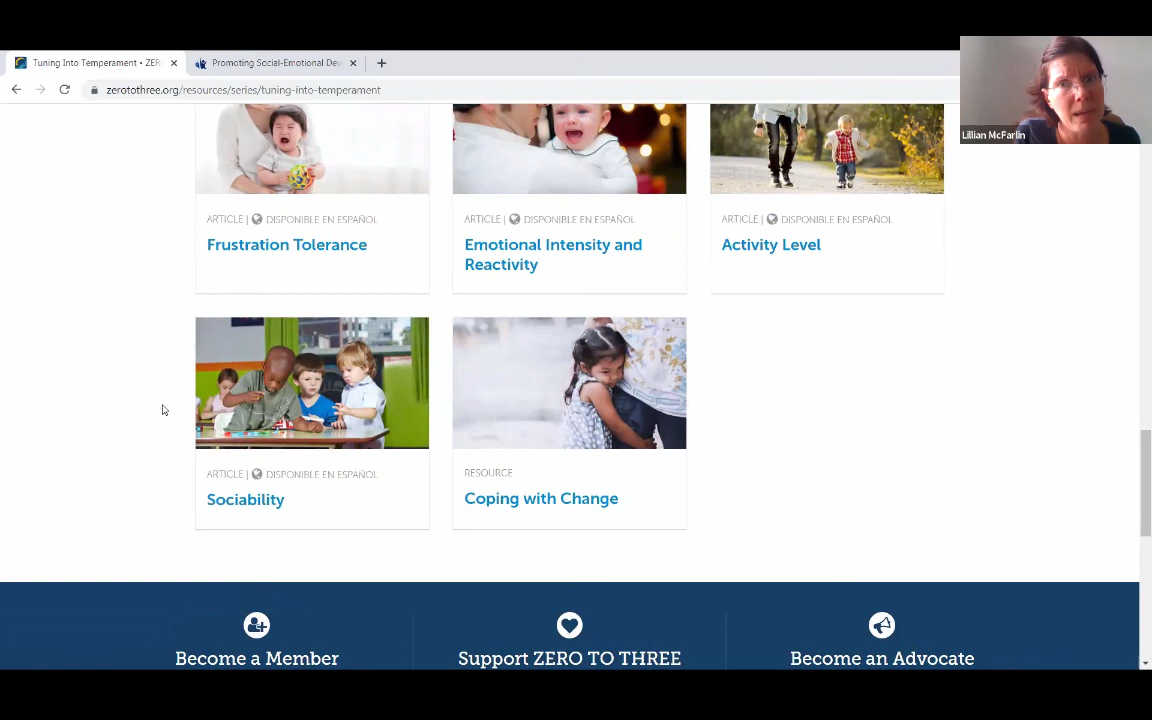 Tuning Into Temperament • ZER
Promoting Social-Emotional Dev
zerotothree.org/resources/series/tuning-into-temperament
Lillian McFarlin
ARTICLE | DISPONIBLE EN ESPAÑOL
Frustration Tolerance
ARTICLE | DISPONIBLE EN ESPAÑOL
Emotional Intensity and
Reactivity
ARTICLE | DISPONIBLE EN ESPAÑOL
Activity Level
ARTICLE | DISPONIBLE EN ESPAÑOL
Sociability
RESOURCE
Coping with Change
Become a Member
Support ZERO TO THREE
Become an Advocate